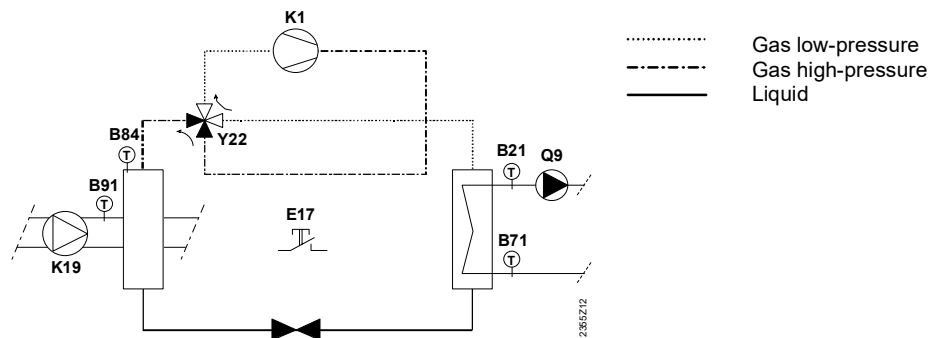 K1
Gas low-pressure
Gas high-pressure
Liquid
B84
T
Y22
B91
T
K19
E17
B21
T
Q9
B71
T
2355Z12